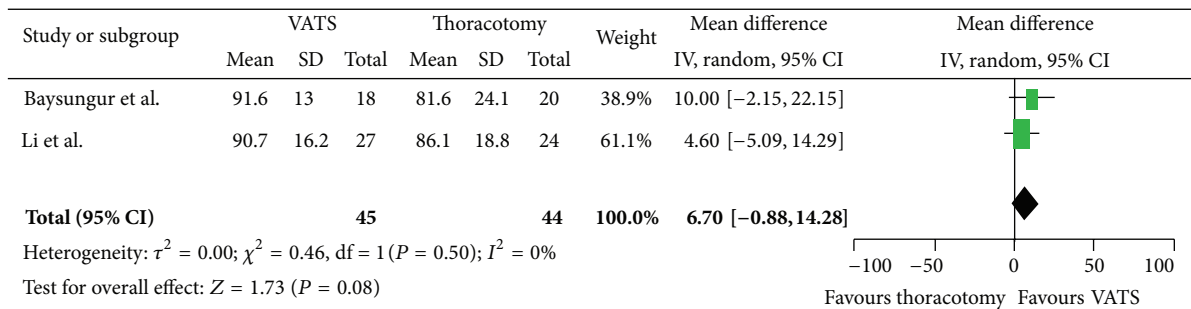 Study or subgroup VATS Thoracotomy Weight Mean difference Mean difference
Mean SD Total Mean SD Total IV, random, 95% CI IV, random, 95% CI
Baysungur et al. 91.6 13 18 81.6 24.1 20 38.9% 10.00 [−2.15, 22.15]
Li et al. 90.7 16.2 27 86.1 18.8 24 61.1% 4.60 [−5.09, 14.29]
Total (95% CI) 45 44 100.0% 6.70 [−0.88, 14.28]
Heterogeneity: τ² = 0.00; χ² = 0.46, df = 1 (P = 0.50); I² = 0%
Test for overall effect: Z = 1.73 (P = 0.08)
−100 −50 0 50 100
Favours thoracotomy Favours VATS